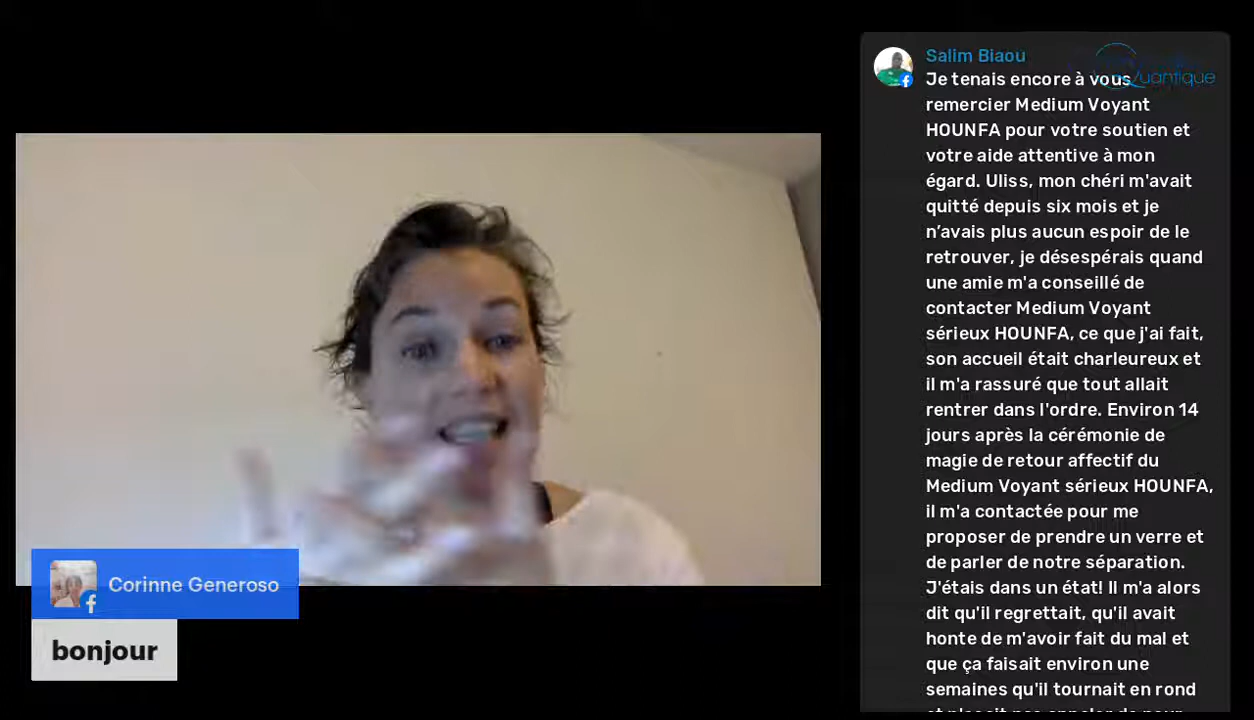 Salim Biaou
Je tenais encore à vous
remercier Medium Voyant
HOUNFA pour votre soutien et
votre aide attentive à mon
égard. Uliss, mon chéri m'avait
quitté depuis six mois et je
n’avais plus aucun espoir de le
retrouver, je désespérais quand
une amie m'a conseillé de
contacter Medium Voyant
sérieux HOUNFA, ce que j'ai fait,
son accueil était charleureux et
il m'a rassuré que tout allait
rentrer dans l'ordre. Environ 14
jours après la cérémonie de
magie de retour affectif du
Medium Voyant sérieux HOUNFA,
il m'a contactée pour me
proposer de prendre un verre et
de parler de notre séparation.
J'étais dans un état! Il m'a alors
dit qu'il regrettait, qu'il avait
honte de m'avoir fait du mal et
que ça faisait environ une
semaines qu'il tournait en rond
Quantique
Corinne Generoso
bonjour